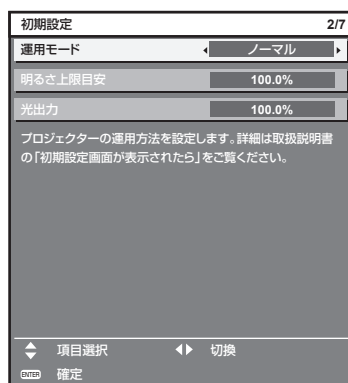 初期設定 2/7
運用モード ノーマル
明るさ上限目安 100.0%
光出力 100.0%
プロジェクターの運用方法を設定します。詳細は取扱説明書
の「初期設定画面が表示されたら」をご覧ください。
項目選択 切換
ENTER 確定